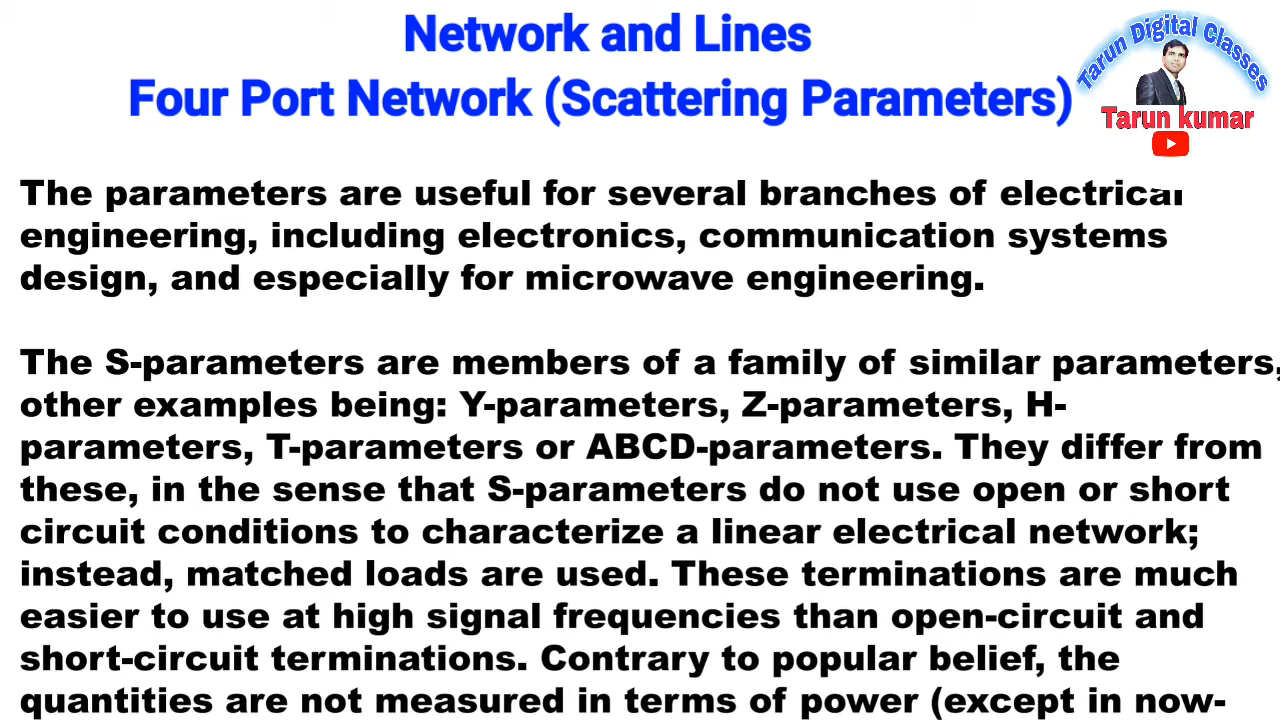 Network and Lines
Four Port Network (Scattering Parameters)
Tarun Digital Classes
Tarun kumar
The parameters are useful for several branches of electrical
engineering, including electronics, communication systems
design, and especially for microwave engineering.
The S-parameters are members of a family of similar parameters,
other examples being: Y-parameters, Z-parameters, H-
parameters, T-parameters or ABCD-parameters. They differ from
these, in the sense that S-parameters do not use open or short
circuit conditions to characterize a linear electrical network;
instead, matched loads are used. These terminations are much
easier to use at high signal frequencies than open-circuit and
short-circuit terminations. Contrary to popular belief, the
quantities are not measured in terms of power (except in now-